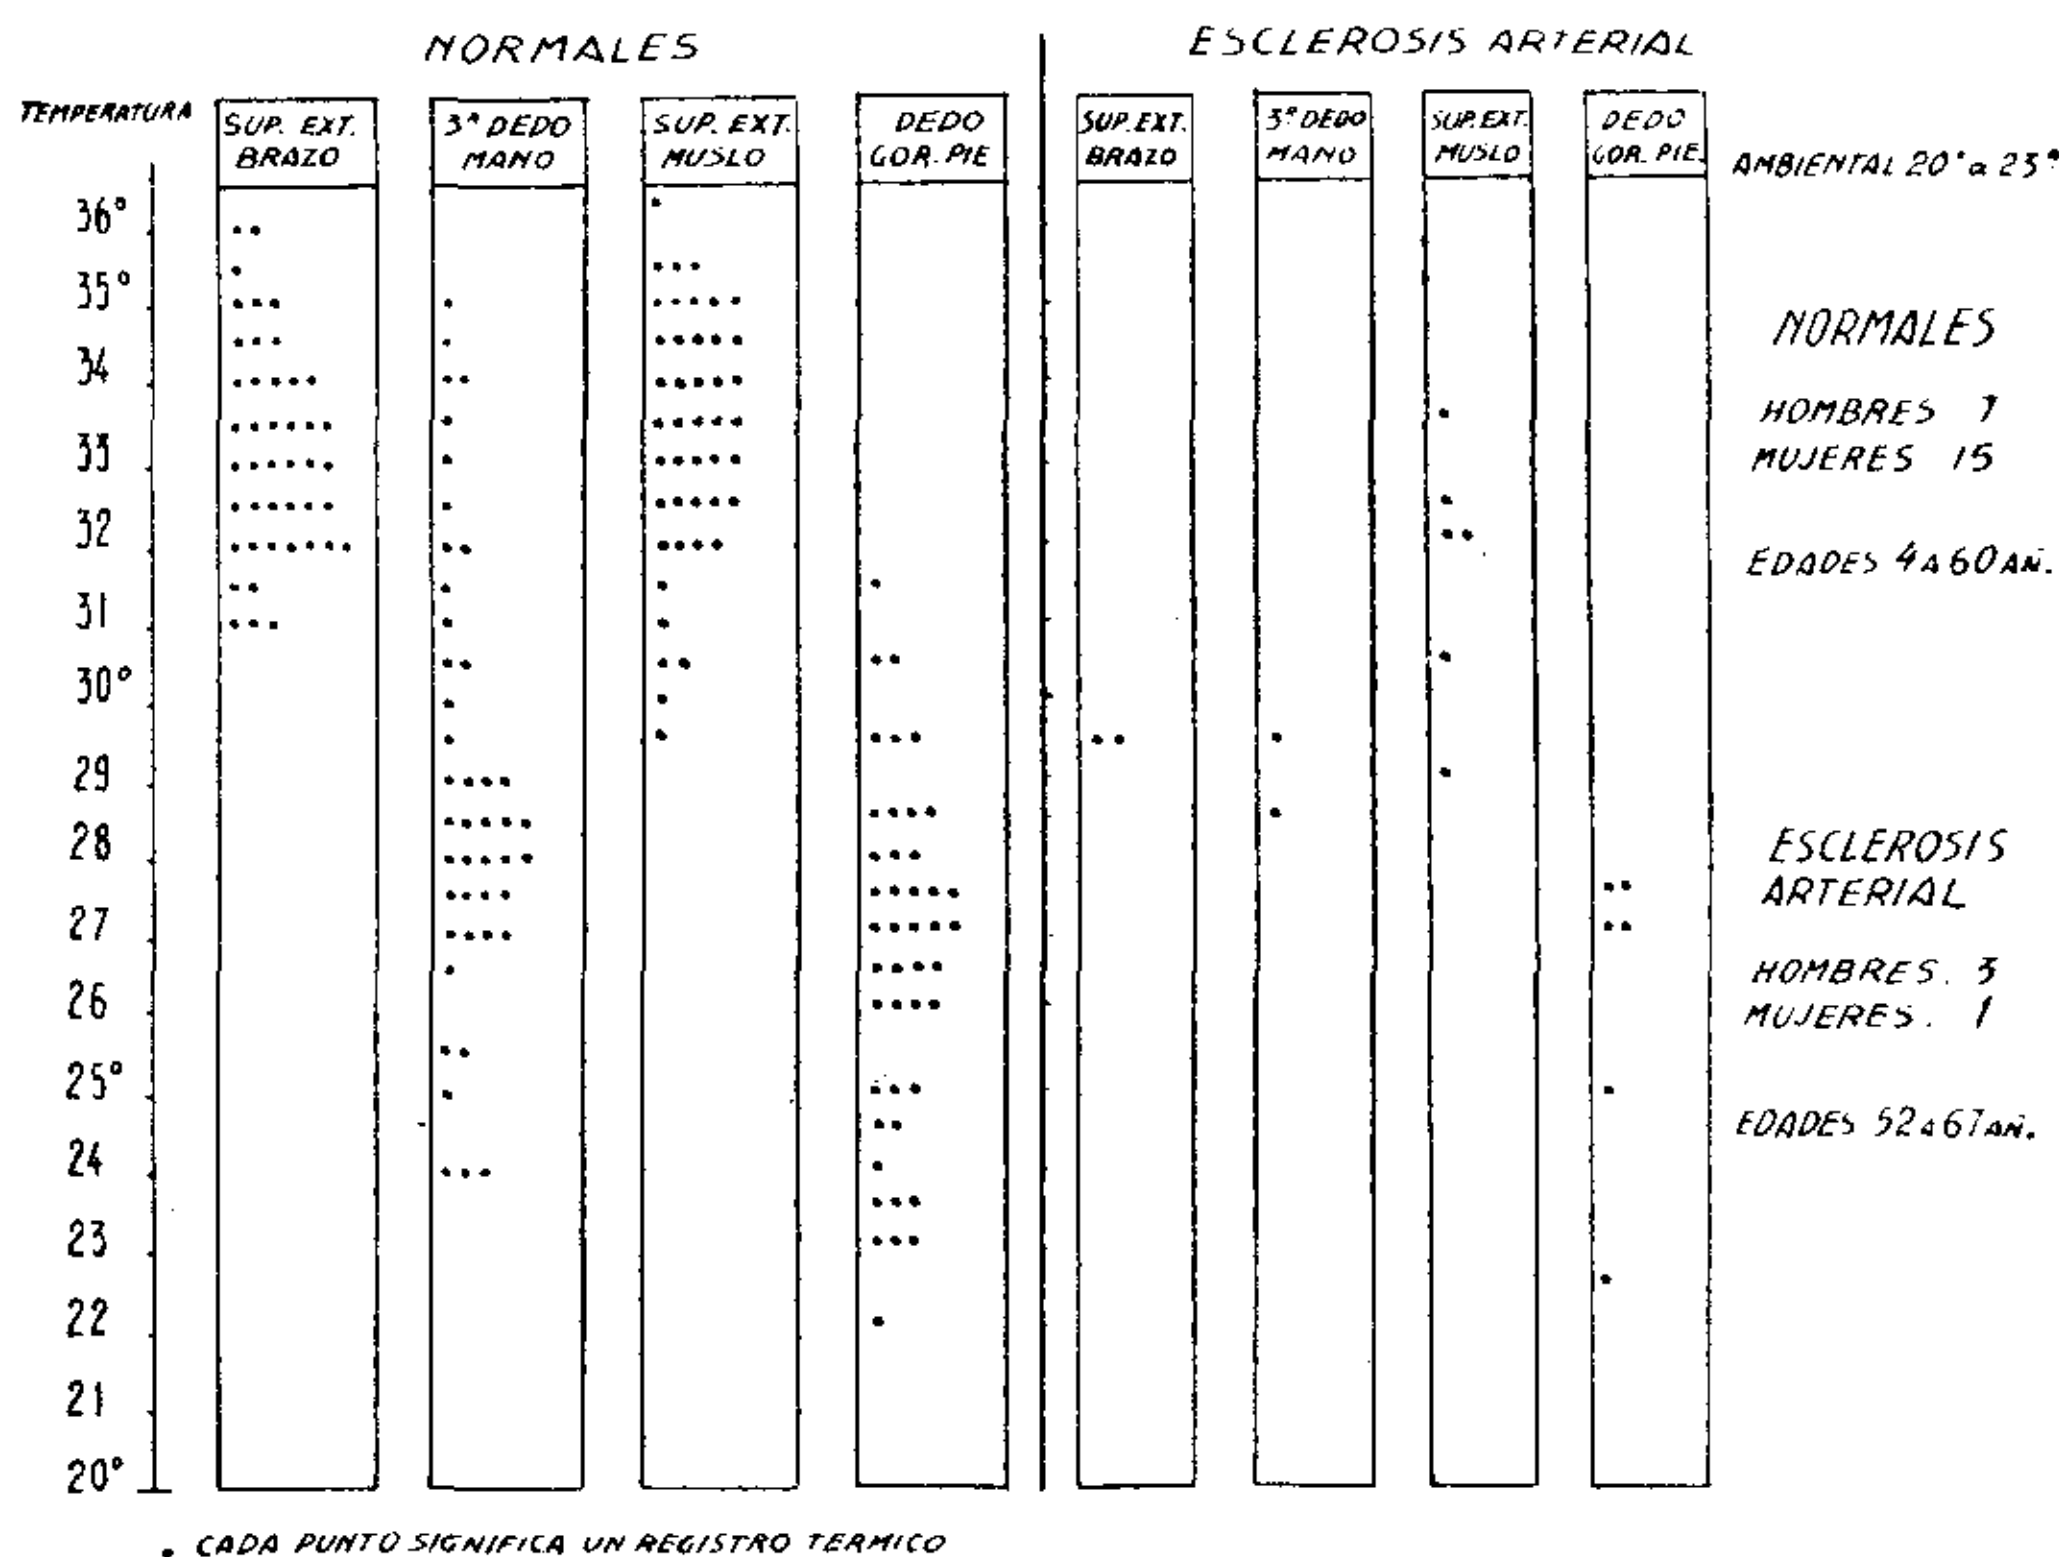 NORMALES
ESCLEROSIS ARTERIAL
TEMPERATURA
SUP. EXT.
BRAZO
3ª DEDO
MANO
SUP. EXT.
MUSLO
DEDO
GOR. PIE
SUP. EXT.
BRAZO
3º DEDO
MANO
SUP. EXT.
MUSLO
DEDO
GOR. PIE.
AMBIENTAL 20° a 23°
36°
35°
34
33
32
31
30°
29
28
27
26
25°
24
23
22
21
20°
NORMALES
HOMBRES 7
MUJERES 15
EDADES 4 A 60 AÑ.
ESCLEROSIS
ARTERIAL
HOMBRES. 3
MUJERES. 1
EDADES 52 a 67 AÑ.
. CADA PUNTO SIGNIFICA UN REGISTRO TERMICO